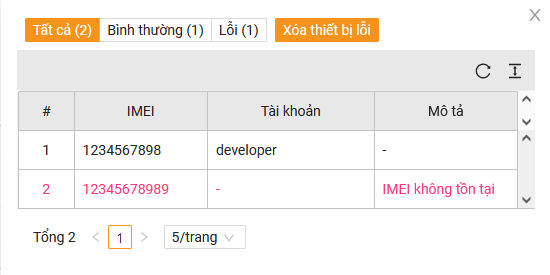 Tất cả (2) Bình thường (1) Lỗi (1) Xóa thiết bị lỗi
# IMEI Tài khoản Mô tả
1 1234567898 developer -
2 12345678989 - IMEI không tồn tại
Tổng 2 < 1 > 5/trang